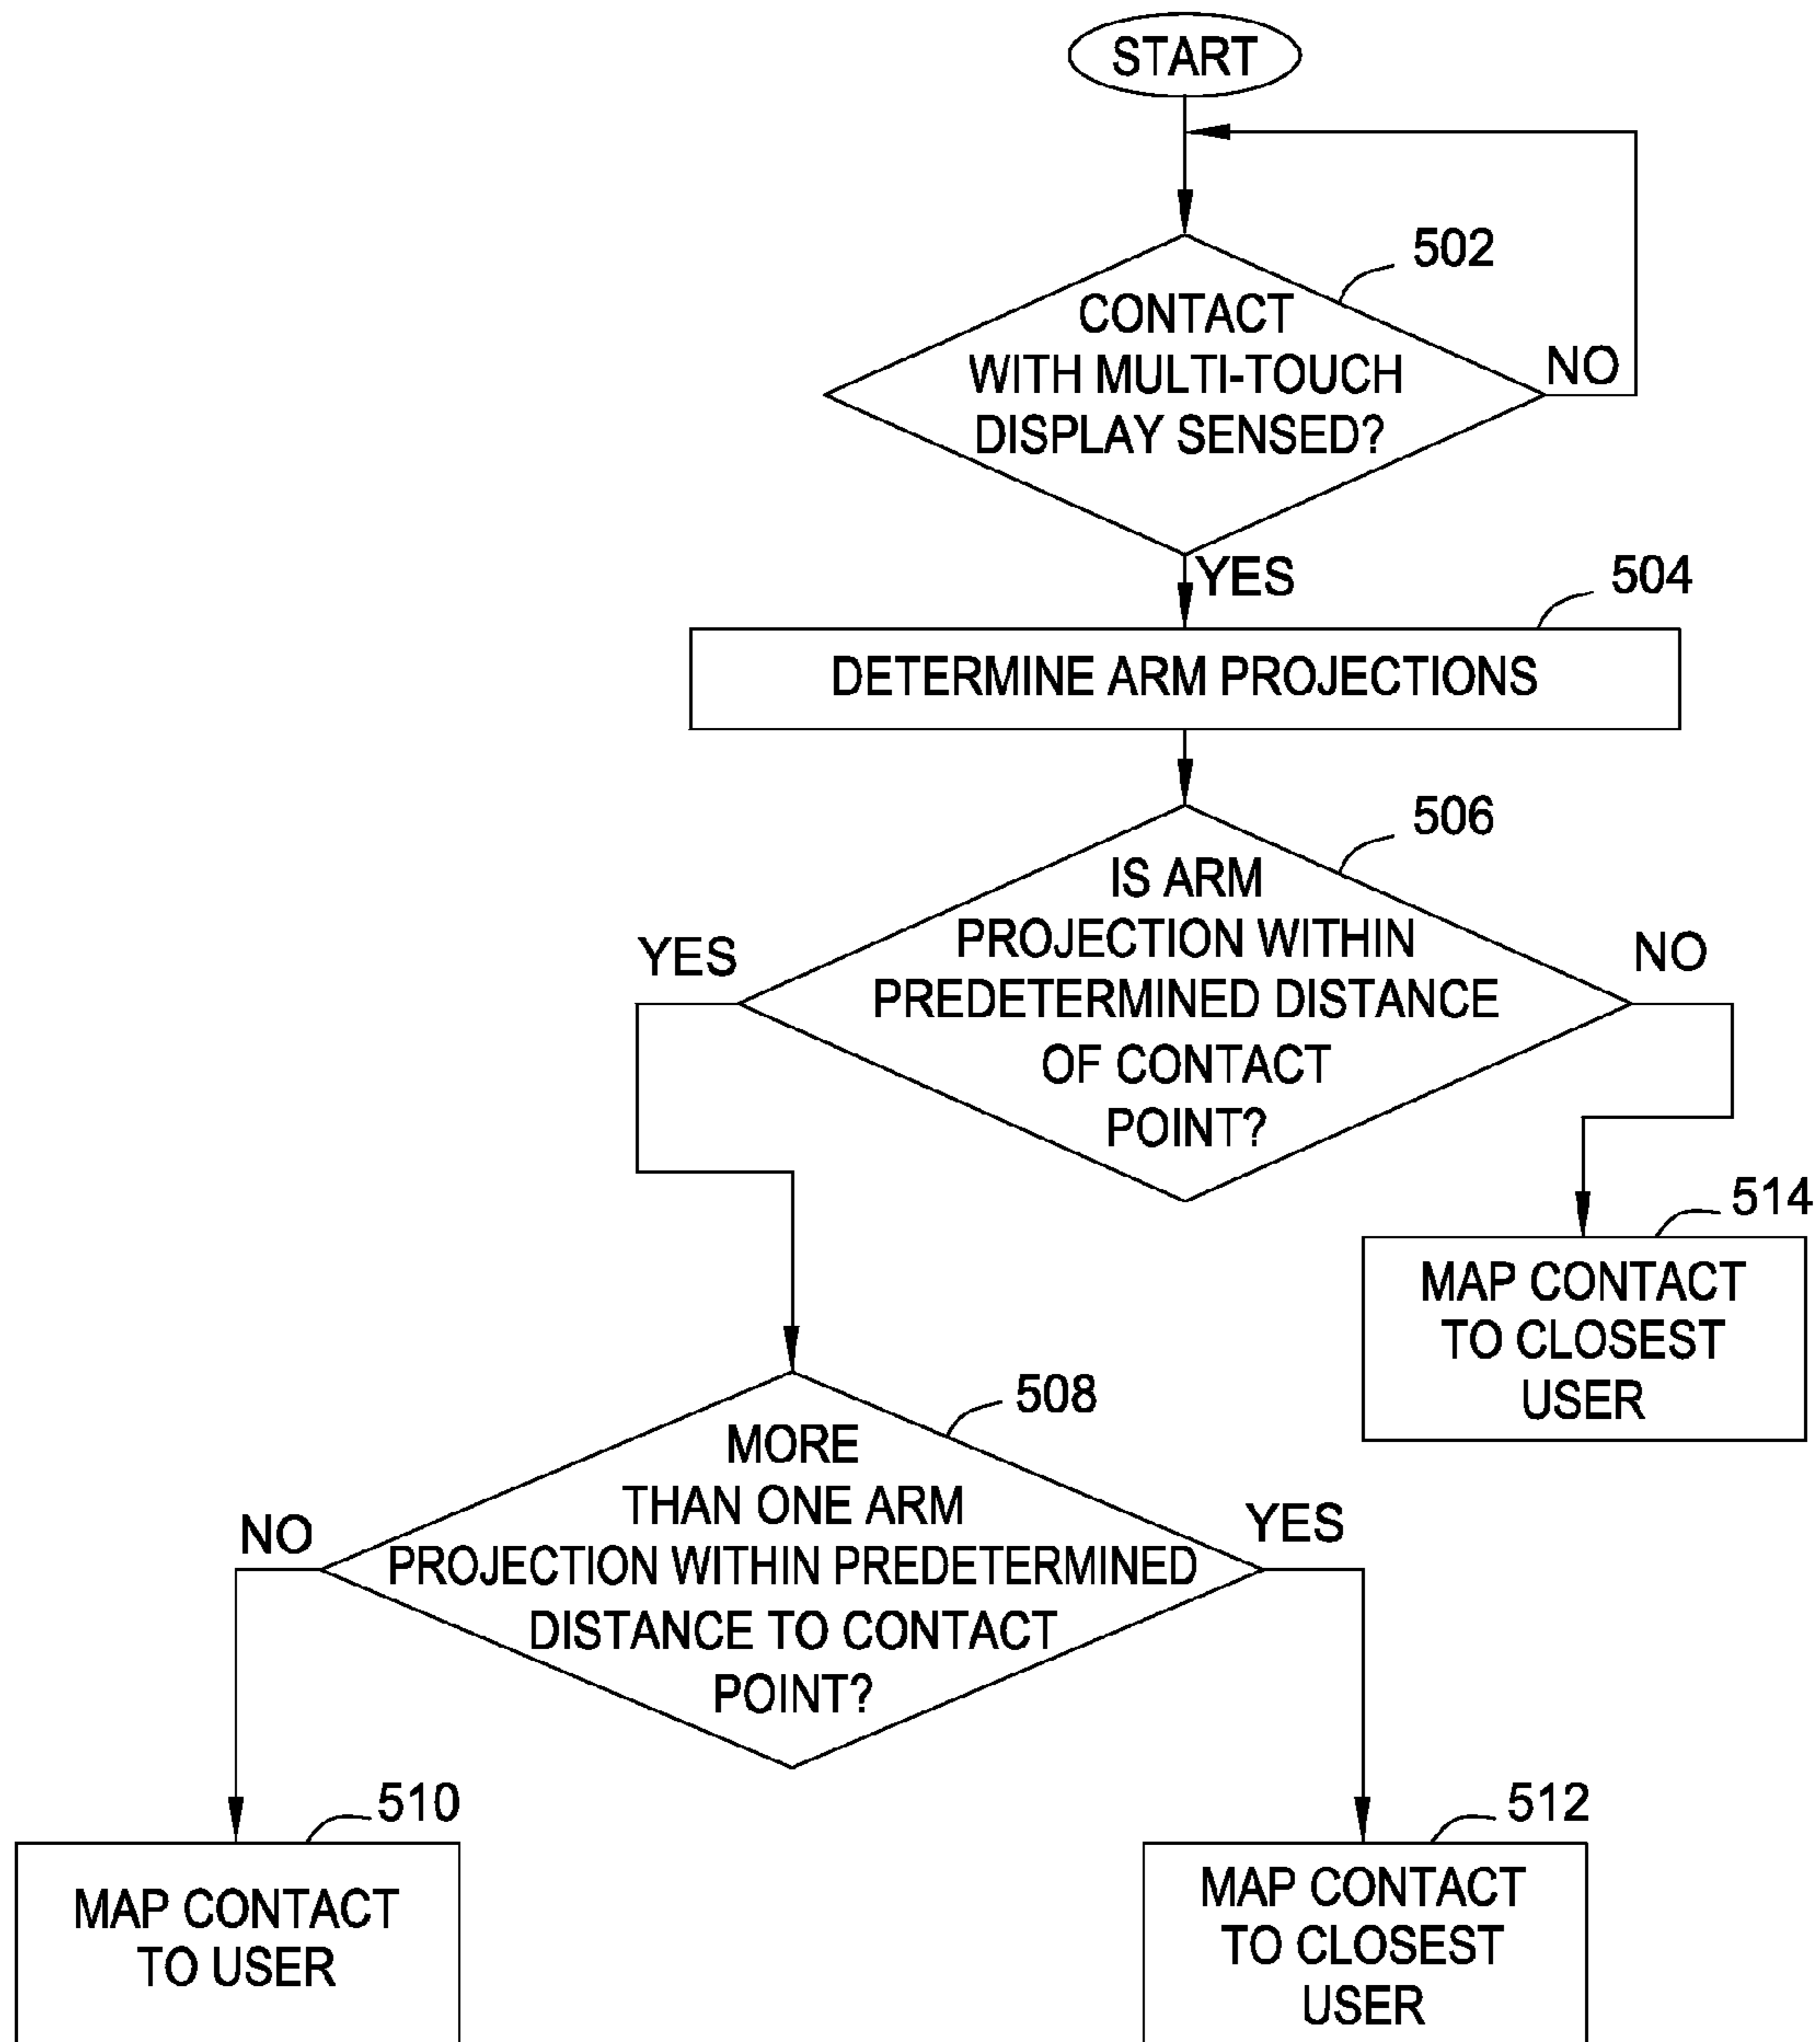 START
502
CONTACT
WITH MULTI-TOUCH
DISPLAY SENSED?
NO
YES
504
DETERMINE ARM PROJECTIONS
506
IS ARM
PROJECTION WITHIN
PREDETERMINED DISTANCE
OF CONTACT
POINT?
YES
NO
514
MAP CONTACT
TO CLOSEST
USER
508
MORE
THAN ONE ARM
PROJECTION WITHIN PREDETERMINED
DISTANCE TO CONTACT
POINT?
NO
YES
510
MAP CONTACT
TO USER
512
MAP CONTACT
TO CLOSEST
USER